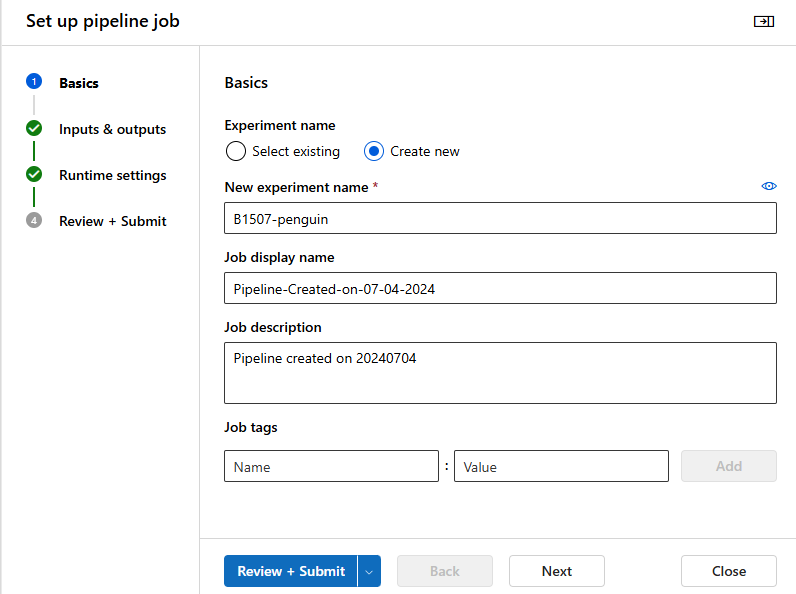 Set up pipeline job
1 Basics
Inputs & outputs
Runtime settings
4 Review + Submit
Basics
Experiment name
Select existing Create new
New experiment name *
B1507-penguin
Job display name
Pipeline-Created-on-07-04-2024
Job description
Pipeline created on 20240704
Job tags
Name : Value Add
Review + Submit Back Next Close